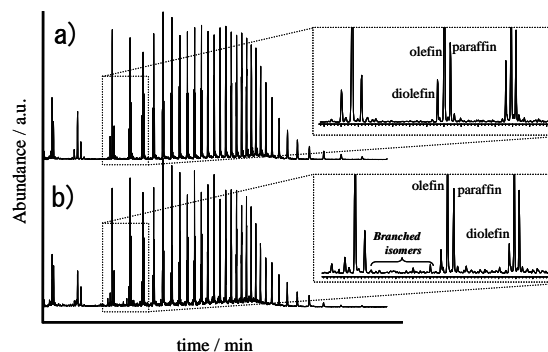 a)
olefin
paraffin
diolefin
b)
olefin
paraffin
Branched
isomers
diolefin
Abundance / a.u.
time / min